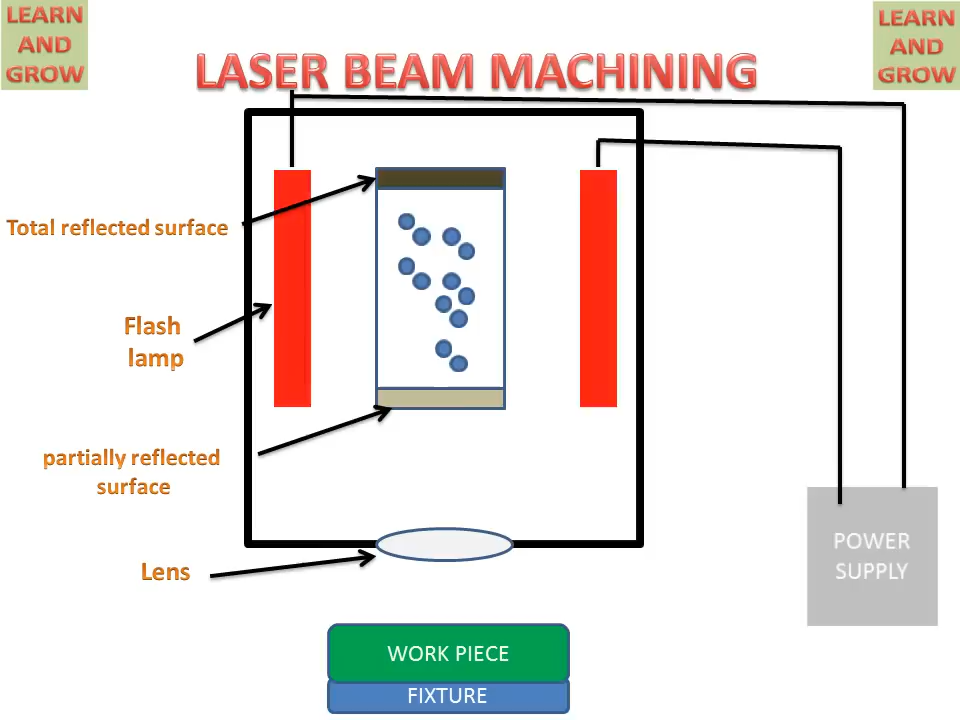 LEARN
AND
GROW
LEARN
AND
GROW
LASER BEAM MACHINING
Total reflected surface
Flash
lamp
partially reflected
surface
Lens
POWER
SUPPLY
WORK PIECE
FIXTURE